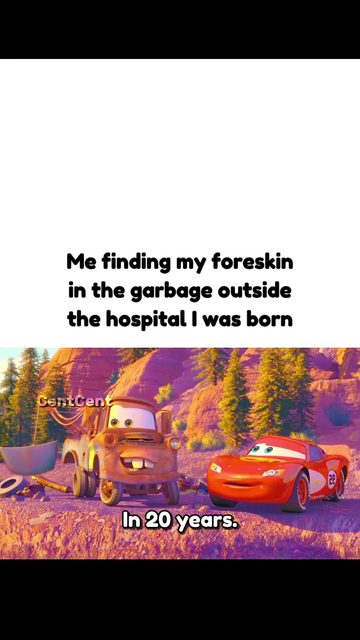 Me finding my foreskin
in the garbage outside
the hospital I was born
CentCent
In 20 years.